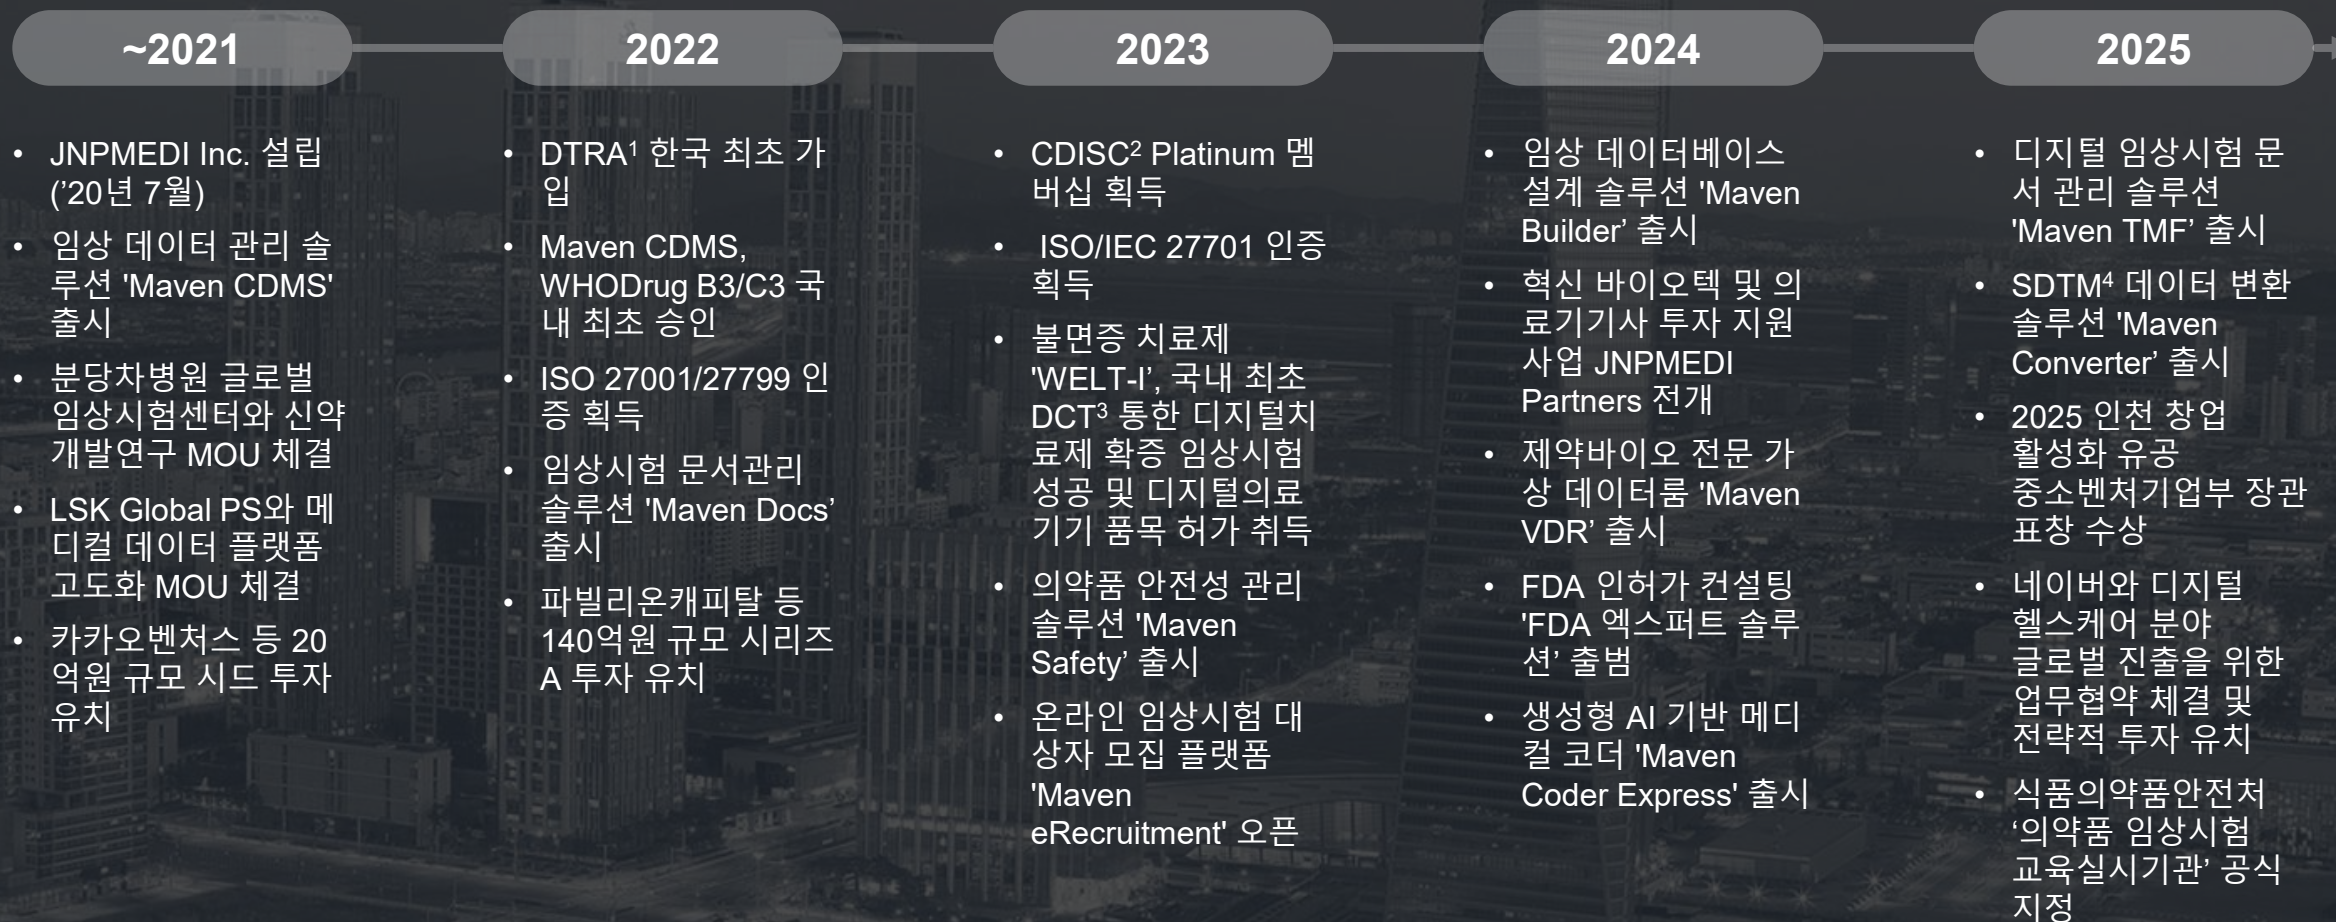 ~2021
JNPMEDI Inc. 설립
(’20년 7월)
임상 데이터 관리 솔
루션 'Maven CDMS'
출시
분당차병원 글로벌
임상시험센터와 신약
개발연구 MOU 체결
LSK Global PS와 메
디컬 데이터 플랫폼
고도화 MOU 체결
카카오벤처스 등 20
억원 규모 시드 투자
유치
2022
DTRA¹ 한국 최초 가
입
Maven CDMS,
WHODrug B3/C3 국
내 최초 승인
ISO 27001/27799 인
증 획득
임상시험 문서관리
솔루션 'Maven Docs’
출시
파빌리온캐피탈 등
140억원 규모 시리즈
A 투자 유치
2023
CDISC² Platinum 멤
버십 획득
ISO/IEC 27701 인증
획득
불면증 치료제
'WELT-I’, 국내 최초
DCT³ 통한 디지털치
료제 확증 임상시험
성공 및 디지털의료
기기 품목 허가 취득
의약품 안전성 관리
솔루션 'Maven
Safety’ 출시
온라인 임상시험 대
상자 모집 플랫폼
'Maven
eRecruitment' 오픈
2024
임상 데이터베이스
설계 솔루션 'Maven
Builder’ 출시
혁신 바이오텍 및 의
료기기사 투자 지원
사업 JNPMEDI
Partners 전개
제약바이오 전문 가
상 데이터룸 'Maven
VDR’ 출시
FDA 인허가 컨설팅
'FDA 엑스퍼트 솔루
션’ 출범
생성형 AI 기반 메디
컬 코더 'Maven
Coder Express' 출시
2025
디지털 임상시험 문
서 관리 솔루션
'Maven TMF’ 출시
SDTM⁴ 데이터 변환
솔루션 'Maven
Converter’ 출시
2025 인천 창업
활성화 유공
중소벤처기업부 장관
표창 수상
네이버와 디지털
헬스케어 분야
글로벌 진출을 위한
업무협약 체결 및
전략적 투자 유치
식품의약품안전처
‘의약품 임상시험
교육실시기관’ 공식
지정